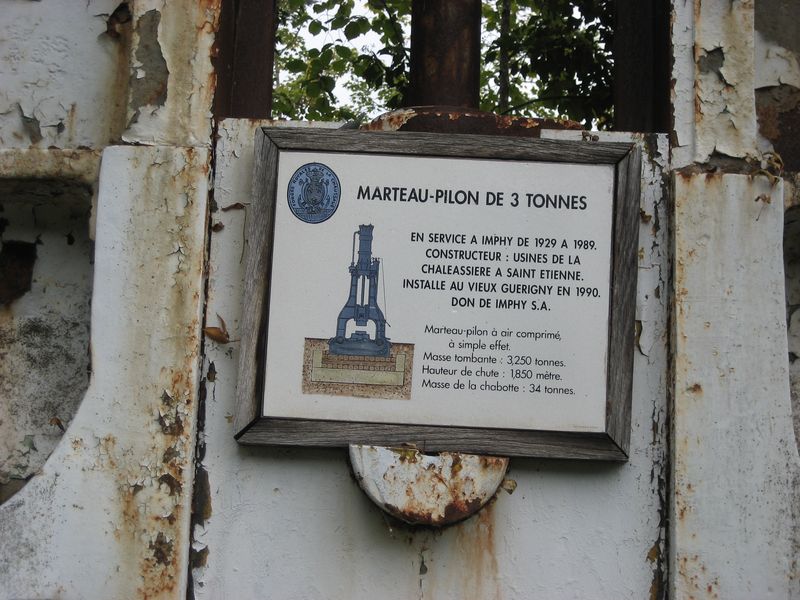 MARTEAU-PILON DE 3 TONNES
EN SERVICE A IMPHY DE 1929 A 1989.
CONSTRUCTEUR : USINES DE LA
CHALEASSIERE A SAINT ETIENNE.
INSTALLE AU VIEUX GUERIGNY EN 1990.
DON DE IMPHY S.A.
Marteau-pilon à air comprimé,
à simple effet.
Masse tombante : 3,250 tonnes.
Hauteur de chute : 1,850 mètre.
Masse de la chabotte : 34 tonnes.